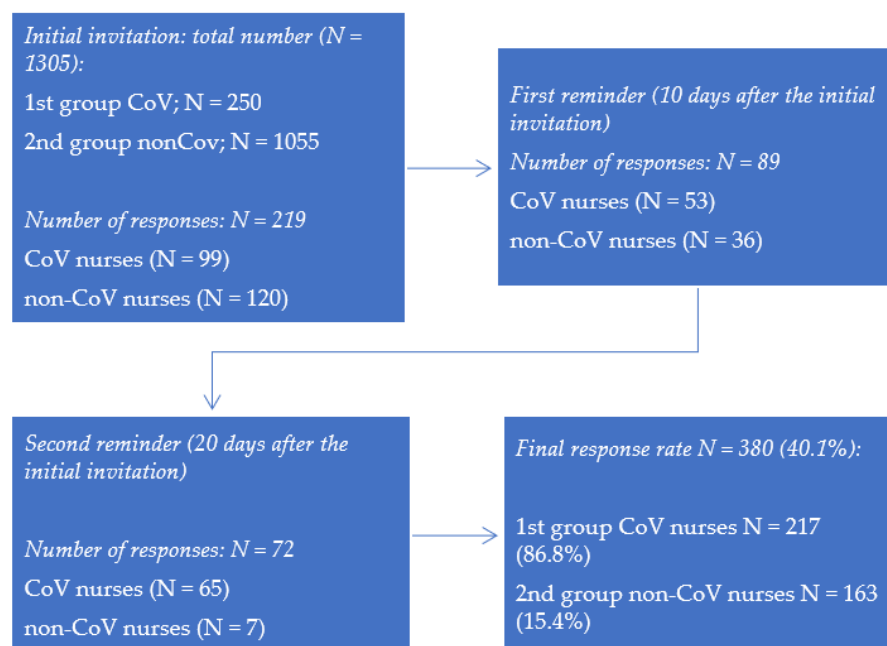 Initial invitation: total number (N =
1305):
1st group CoV; N = 250
2nd group nonCov; N = 1055
Number of responses: N = 219
CoV nurses (N = 99)
non-CoV nurses (N = 120)
First reminder (10 days after the initial
invitation)
Number of responses: N = 89
CoV nurses (N = 53)
non-CoV nurses (N = 36)
Second reminder (20 days after the
initial invitation)
Number of responses: N = 72
CoV nurses (N = 65)
non-CoV nurses (N = 7)
Final response rate N = 380 (40.1%):
1st group CoV nurses N = 217
(86.8%)
2nd group non-CoV nurses N = 163
(15.4%)